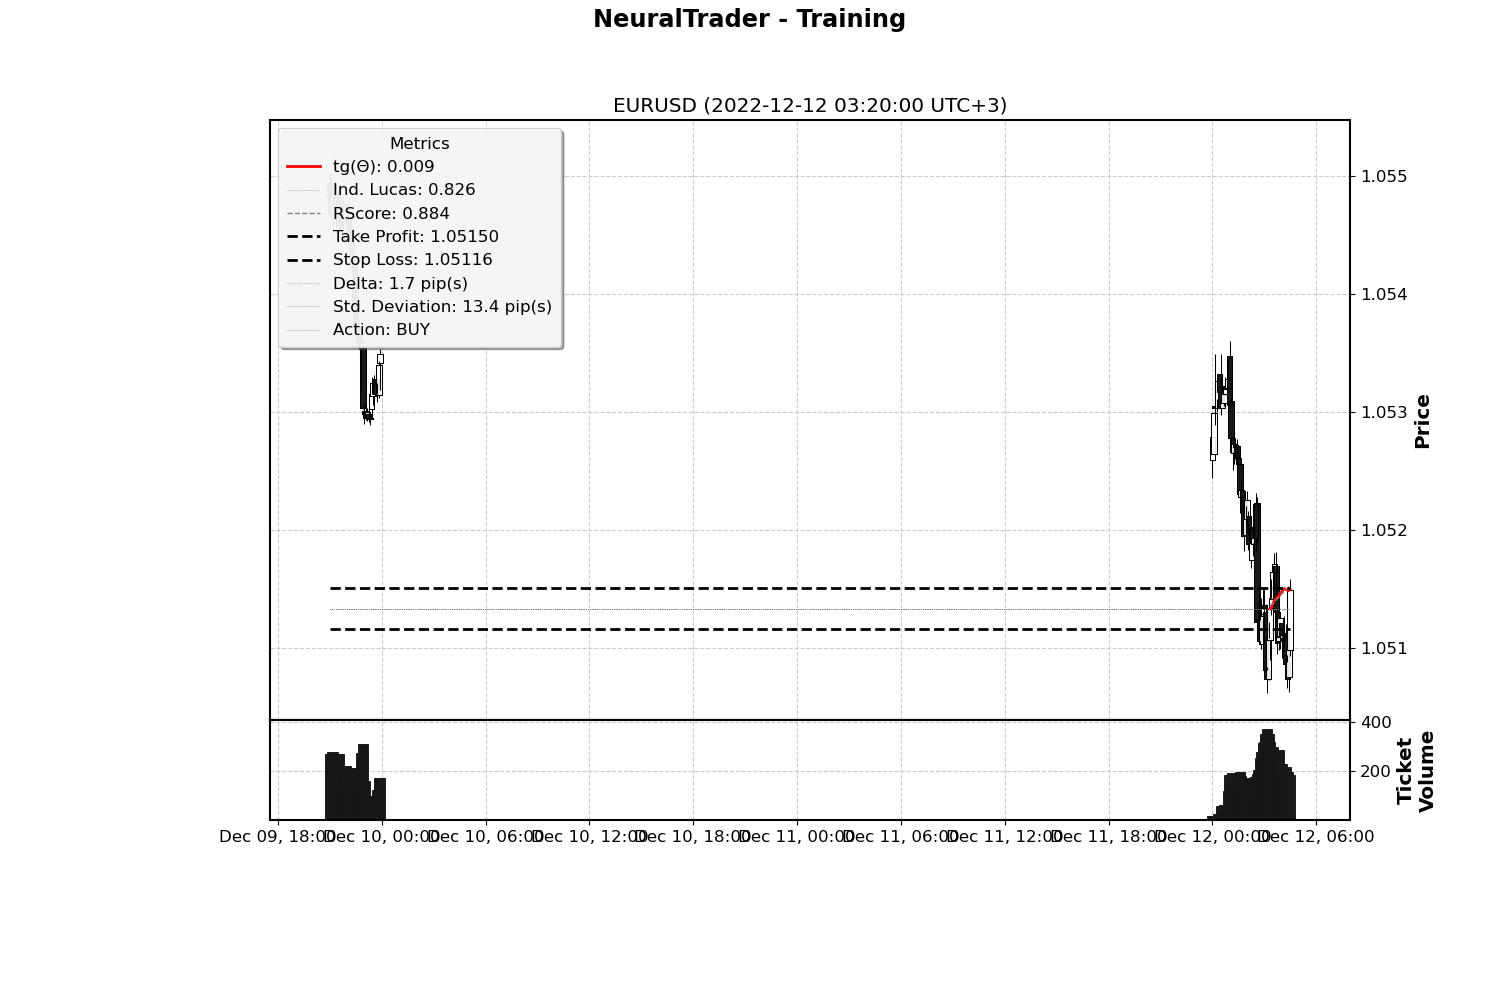 NeuralTrader - Training
EURUSD (2022-12-12 03:20:00 UTC+3)
Metrics
tg(Θ): 0.009
Ind. Lucas: 0.826
RScore: 0.884
Take Profit: 1.05150
Stop Loss: 1.05116
Delta: 1.7 pip(s)
Std. Deviation: 13.4 pip(s)
Action: BUY
1.055
1.054
1.053
1.052
1.051
Price
400
200
Ticket
Volume
Dec 09, 18:00
Dec 10, 00:00
Dec 10, 06:00
Dec 10, 12:00
Dec 10, 18:00
Dec 11, 00:00
Dec 11, 06:00
Dec 11, 12:00
Dec 11, 18:00
Dec 12, 00:00
Dec 12, 06:00